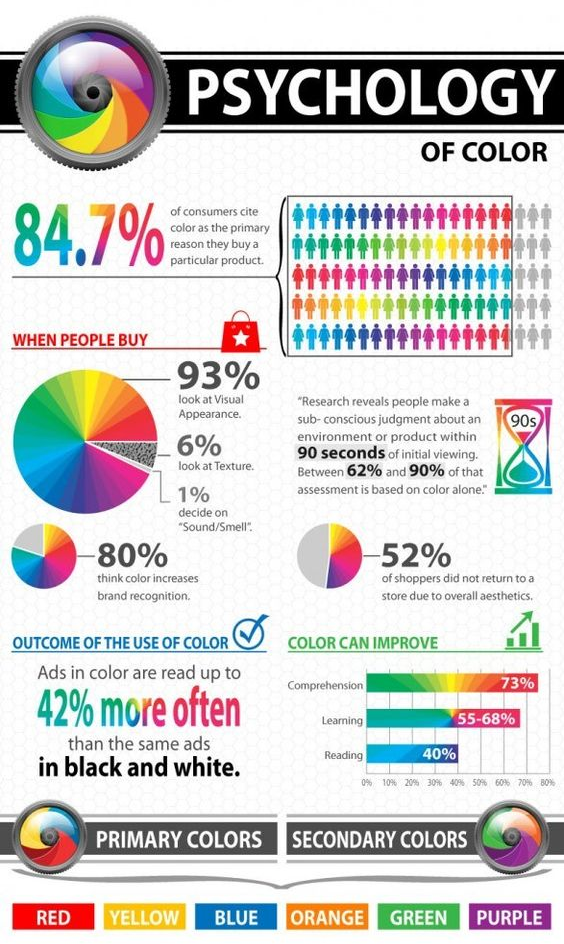 PSYCHOLOGY
OF COLOR
84.7%
of consumers cite
color as the primary
reason they buy a
particular product.
WHEN PEOPLE BUY
93%
look at Visual
Appearance.
6%
look at Texture.
1%
decide on
"Sound/Smell".
"Research reveals people make a
sub- conscious judgment about an
environment or product within
90 seconds of initial viewing.
Between 62% and 90% of that
assessment is based on color alone."
90s
80%
think color increases
brand recognition.
52%
of shoppers did not return to a
store due to overall aesthetics.
OUTCOME OF THE USE OF COLOR
Ads in color are read up to
42% more often
than the same ads
in black and white.
COLOR CAN IMPROVE
Comprehension 73%
Learning 55-68%
Reading 40%
0% 10% 20% 30% 40% 50% 60% 70% 80%
PRIMARY COLORS
SECONDARY COLORS
RED YELLOW BLUE ORANGE GREEN PURPLE